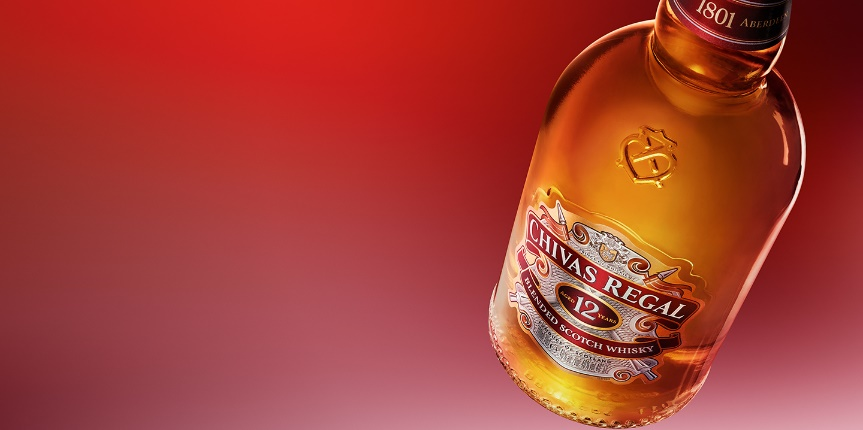 1801 ABERDE
CHIVAS REGAL
AGED 12 YEARS
BLENDED SCOTCH WHISKY